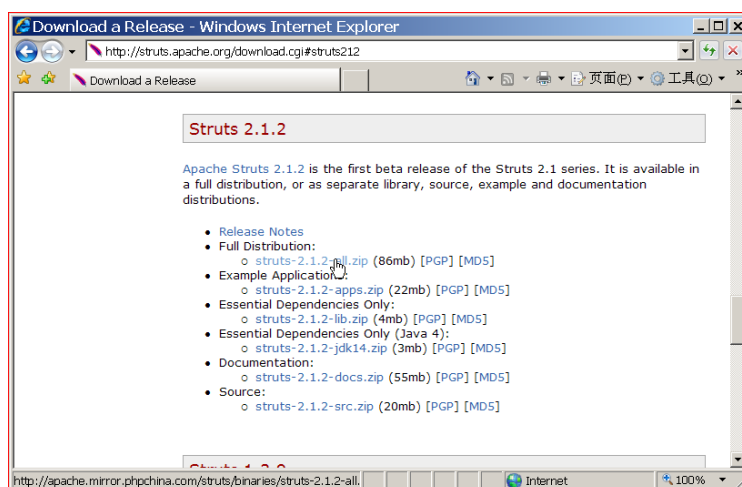 Download a Release - Windows Internet Explorer
http://struts.apache.org/download.cgi#struts212
Download a Release
页面(P)
工具(O)
Struts 2.1.2
Apache Struts 2.1.2 is the first beta release of the Struts 2.1 series. It is available in
a full distribution, or as separate library, source, example and documentation
distributions.
Release Notes
Full Distribution:
struts-2.1.2-all.zip (86mb) [PGP] [MD5]
Example Applications:
struts-2.1.2-apps.zip (22mb) [PGP] [MD5]
Essential Dependencies Only:
struts-2.1.2-lib.zip (4mb) [PGP] [MD5]
Essential Dependencies Only (Java 4):
struts-2.1.2-jdk14.zip (3mb) [PGP] [MD5]
Documentation:
struts-2.1.2-docs.zip (55mb) [PGP] [MD5]
Source:
struts-2.1.2-src.zip (20mb) [PGP] [MD5]
http://apache.mirror.phpchina.com/struts/binaries/struts-2.1.2-all.
Internet
100%